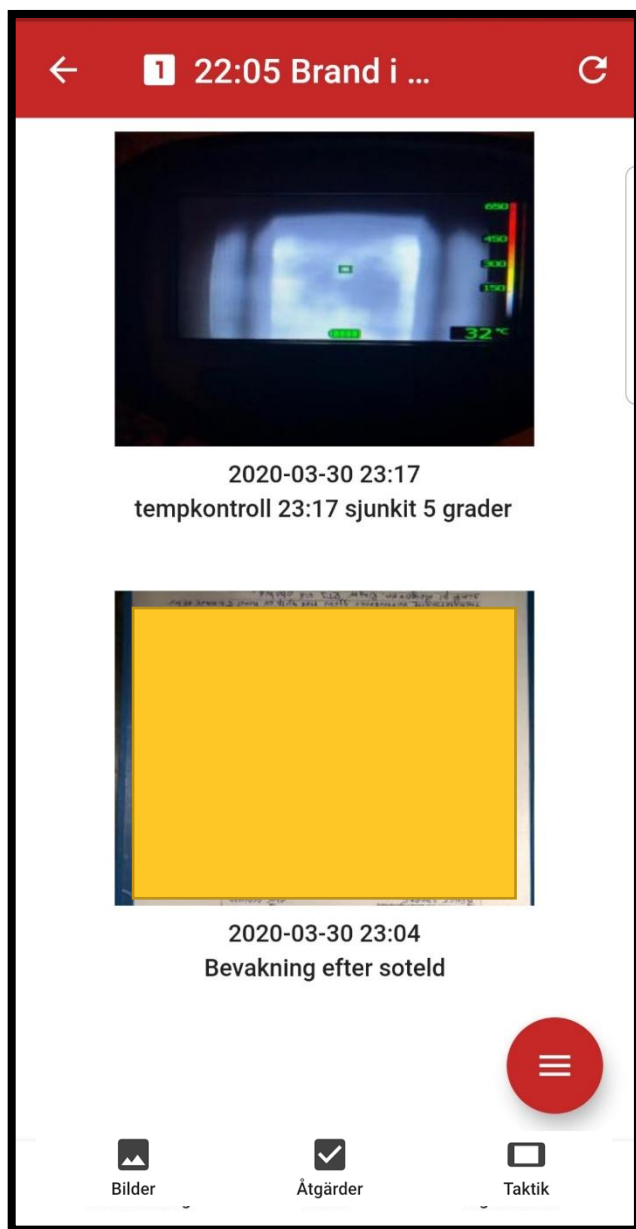 1 22:05 Brand i ...
650
450
300
150
32 °C
2020-03-30 23:17
tempkontroll 23:17 sjunkit 5 grader
2020-03-30 23:04
Bevakning efter soteld
Bilder
Åtgärder
Taktik